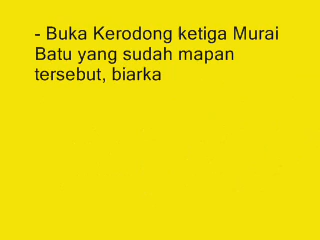 - Buka Kerodong ketiga Murai
Batu yang sudah mapan
tersebut, biarka